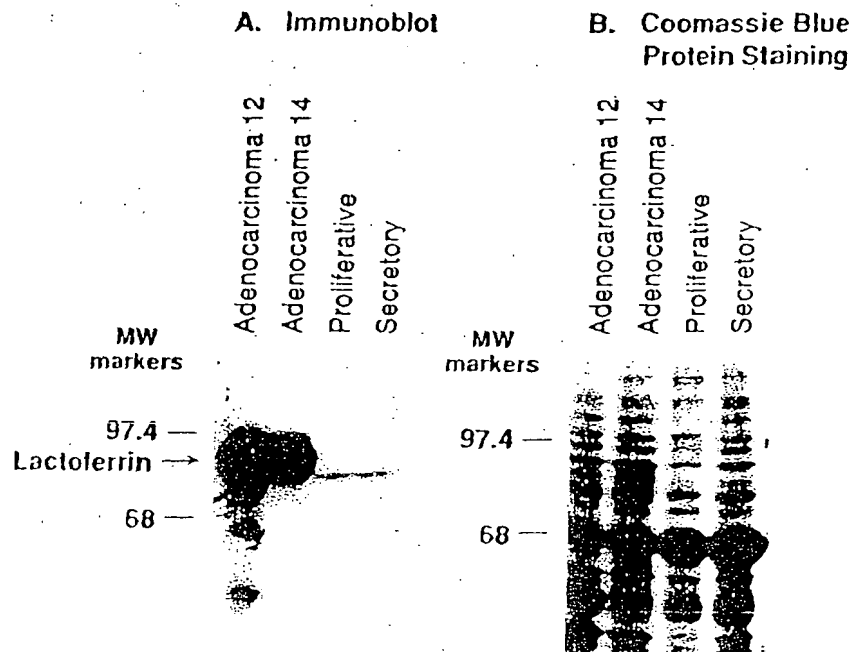 A. Immunoblot
B. Coomassie Blue
Protein Staining
Adenocarcinoma 12
Adenocarcinoma 14
Proliferative
Secretory
Adenocarcinoma 12
Adenocarcinoma 14
Proliferative
Secretory
MW
markers
97.4
Lactoferrin
68
MW
markers
97.4
68